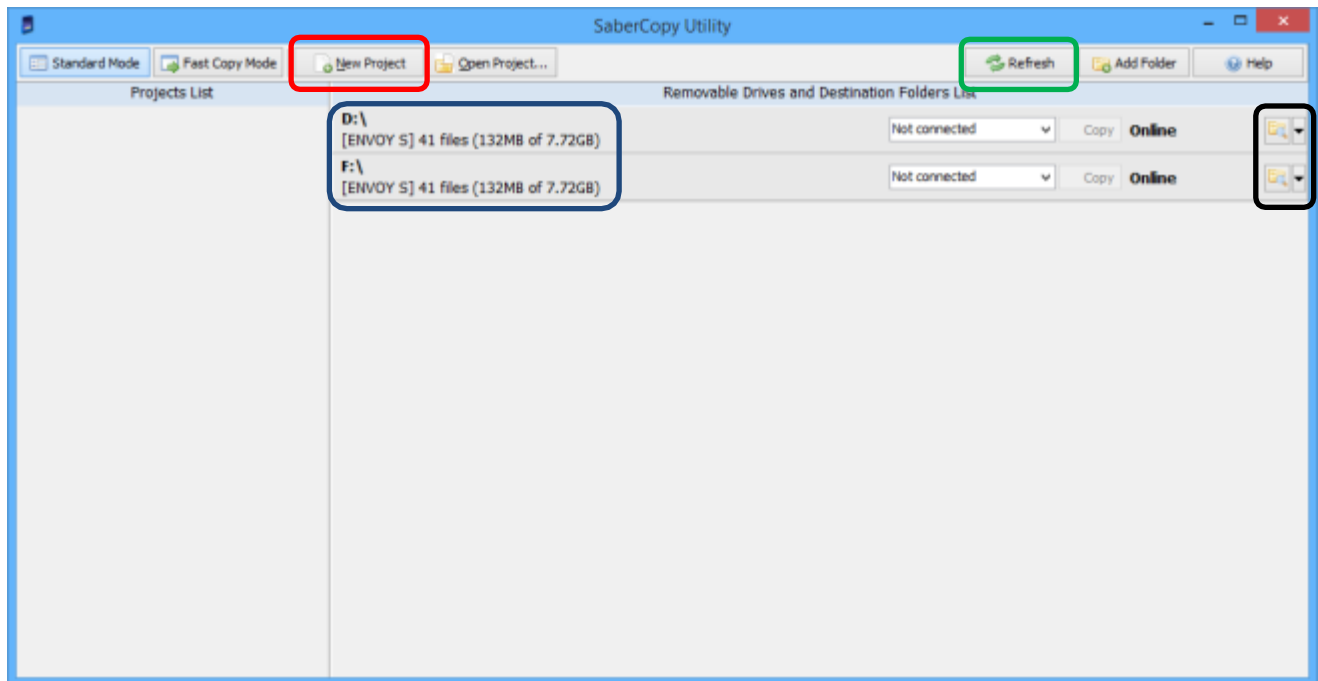 SaberCopy Utility
Standard Mode Fast Copy Mode New Project Open Project... Refresh Add Folder Help
Projects List Removable Drives and Destination Folders List
D:\
[ENVOY S] 41 files (132MB of 7.72GB) Not connected Copy Online
F:\
[ENVOY S] 41 files (132MB of 7.72GB) Not connected Copy Online